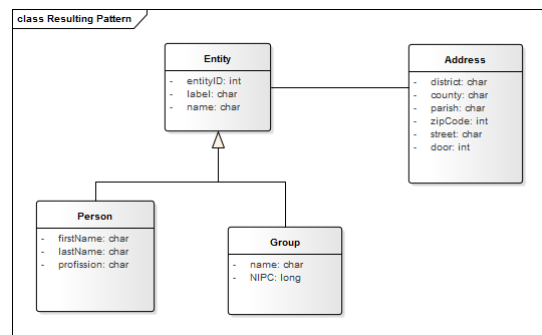 class Resulting Pattern
Entity
- entityID: int
- label: char
- name: char
Address
- district: char
- county: char
- parish: char
- zipCode: int
- street: char
- door: int
Person
- firstName: char
- lastName: char
- profission: char
Group
- name: char
- NIPC: long